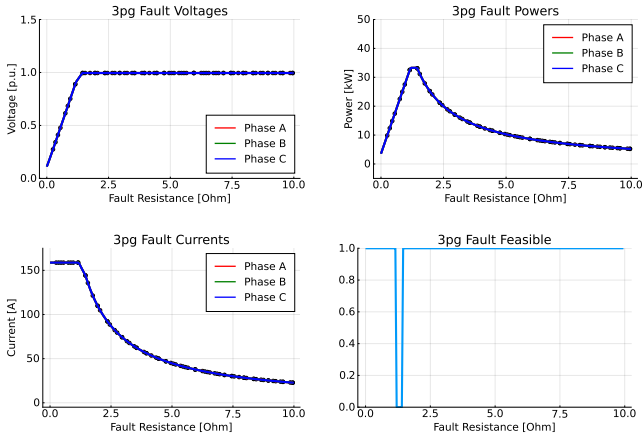 3pg Fault Voltages
Voltage [p.u.]
1.5
1.0
0.5
0.0
Phase A
Phase B
Phase C
0.0 2.5 5.0 7.5 10.0
Fault Resistance [Ohm]
3pg Fault Powers
Power [kW]
50
40
30
20
10
0
Phase A
Phase B
Phase C
0.0 2.5 5.0 7.5 10.0
Fault Resistance [Ohm]
3pg Fault Currents
Current [A]
150
100
50
0
Phase A
Phase B
Phase C
0.0 2.5 5.0 7.5 10.0
Fault Resistance [Ohm]
3pg Fault Feasible
1.0
0.8
0.6
0.4
0.2
0.0
0.0 2.5 5.0 7.5 10.0
Fault Resistance [Ohm]